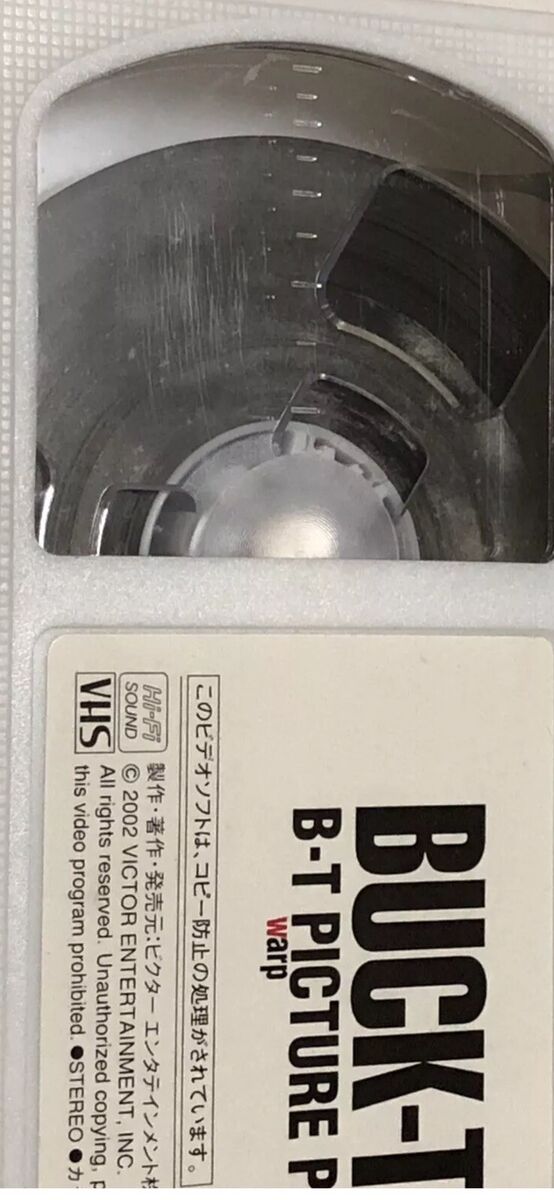 BUCK-T
B-T PICTURE P
warp
このビデオソフトは、コピー防止の処理がされています。
Hi-Fi
SOUND
VHS
製作・著作・発売元:ビクター エンタテインメント株
© 2002 VICTOR ENTERTAINMENT, INC.
All rights reserved. Unauthorized copying, p
this video program prohibited. ●STEREO ●カ